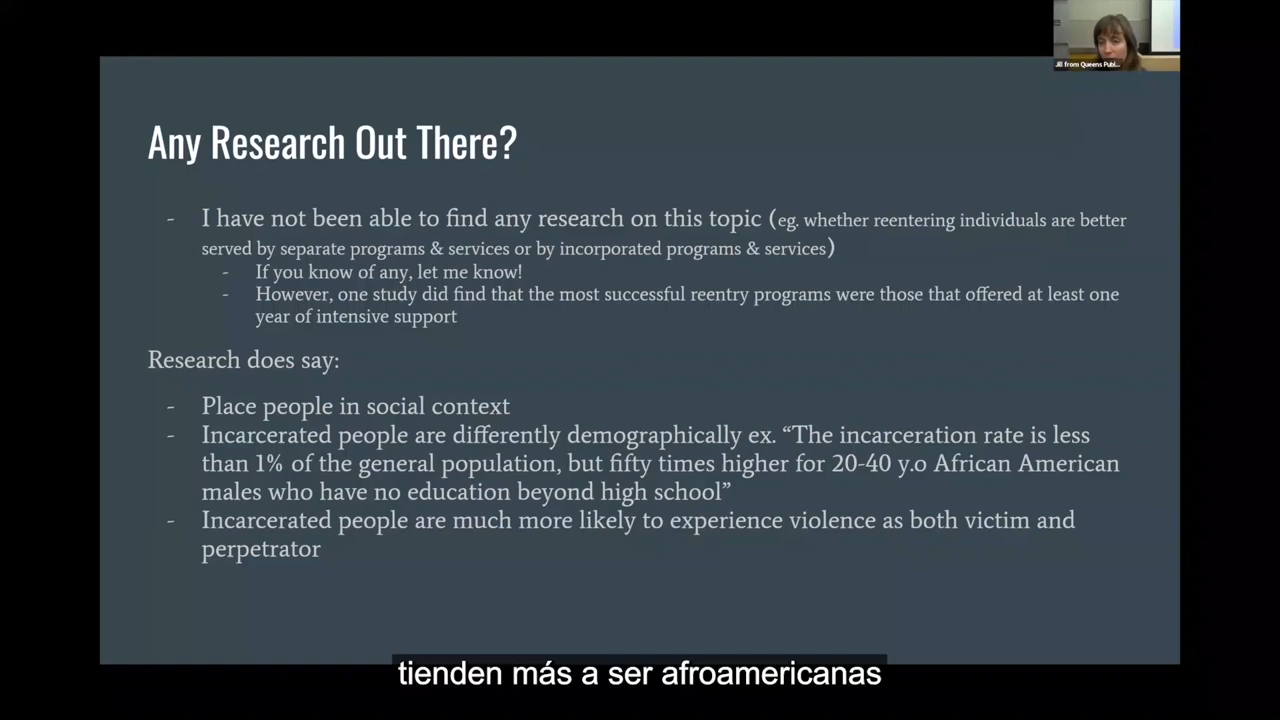 Jill from Queens Publ...
Any Research Out There?
- I have not been able to find any research on this topic (eg. whether reentering individuals are better
served by separate programs & services or by incorporated programs & services)
- If you know of any, let me know!
- However, one study did find that the most successful reentry programs were those that offered at least one
year of intensive support
Research does say:
- Place people in social context
- Incarcerated people are differently demographically ex. “The incarceration rate is less
than 1% of the general population, but fifty times higher for 20-40 y.o African American
males who have no education beyond high school”
- Incarcerated people are much more likely to experience violence as both victim and
perpetrator
tienden más a ser afroamericanas